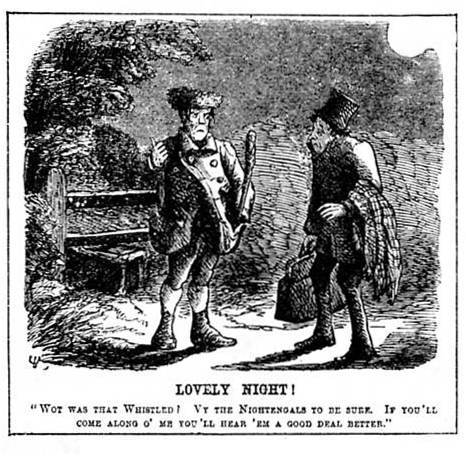 LOVELY NIGHT!
"WOT WAS THAT WHISTLED? VY THE NIGHTENGALS TO BE SURE. IF YOU'LL
COME ALONG O' ME YOU'LL HEAR 'EM A GOOD DEAL BETTER."